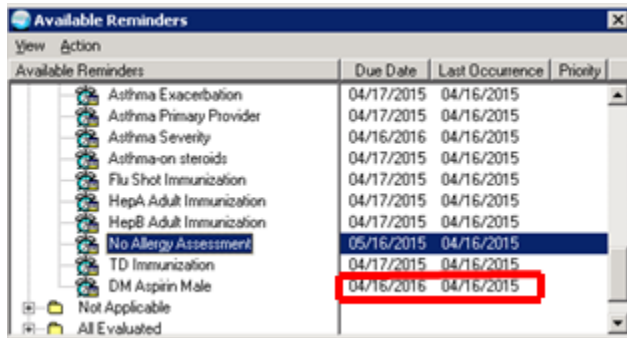 Available Reminders
View Action
Available Reminders Due Date Last Occurrence Priority
Asthma Exacerbation 04/17/2015 04/16/2015
Asthma Primary Provider 04/17/2015 04/16/2015
Asthma Severity 04/16/2016 04/16/2015
Asthma-on steroids 04/17/2015 04/16/2015
Flu Shot Immunization 04/17/2015 04/16/2015
HepA Adult Immunization 04/17/2015 04/16/2015
HepB Adult Immunization 04/17/2015 04/16/2015
No Allergy Assessment 05/16/2015 04/16/2015
TD Immunization 04/17/2015 04/16/2015
DM Aspirin Male 04/16/2016 04/16/2015
Not Applicable
All Evaluated